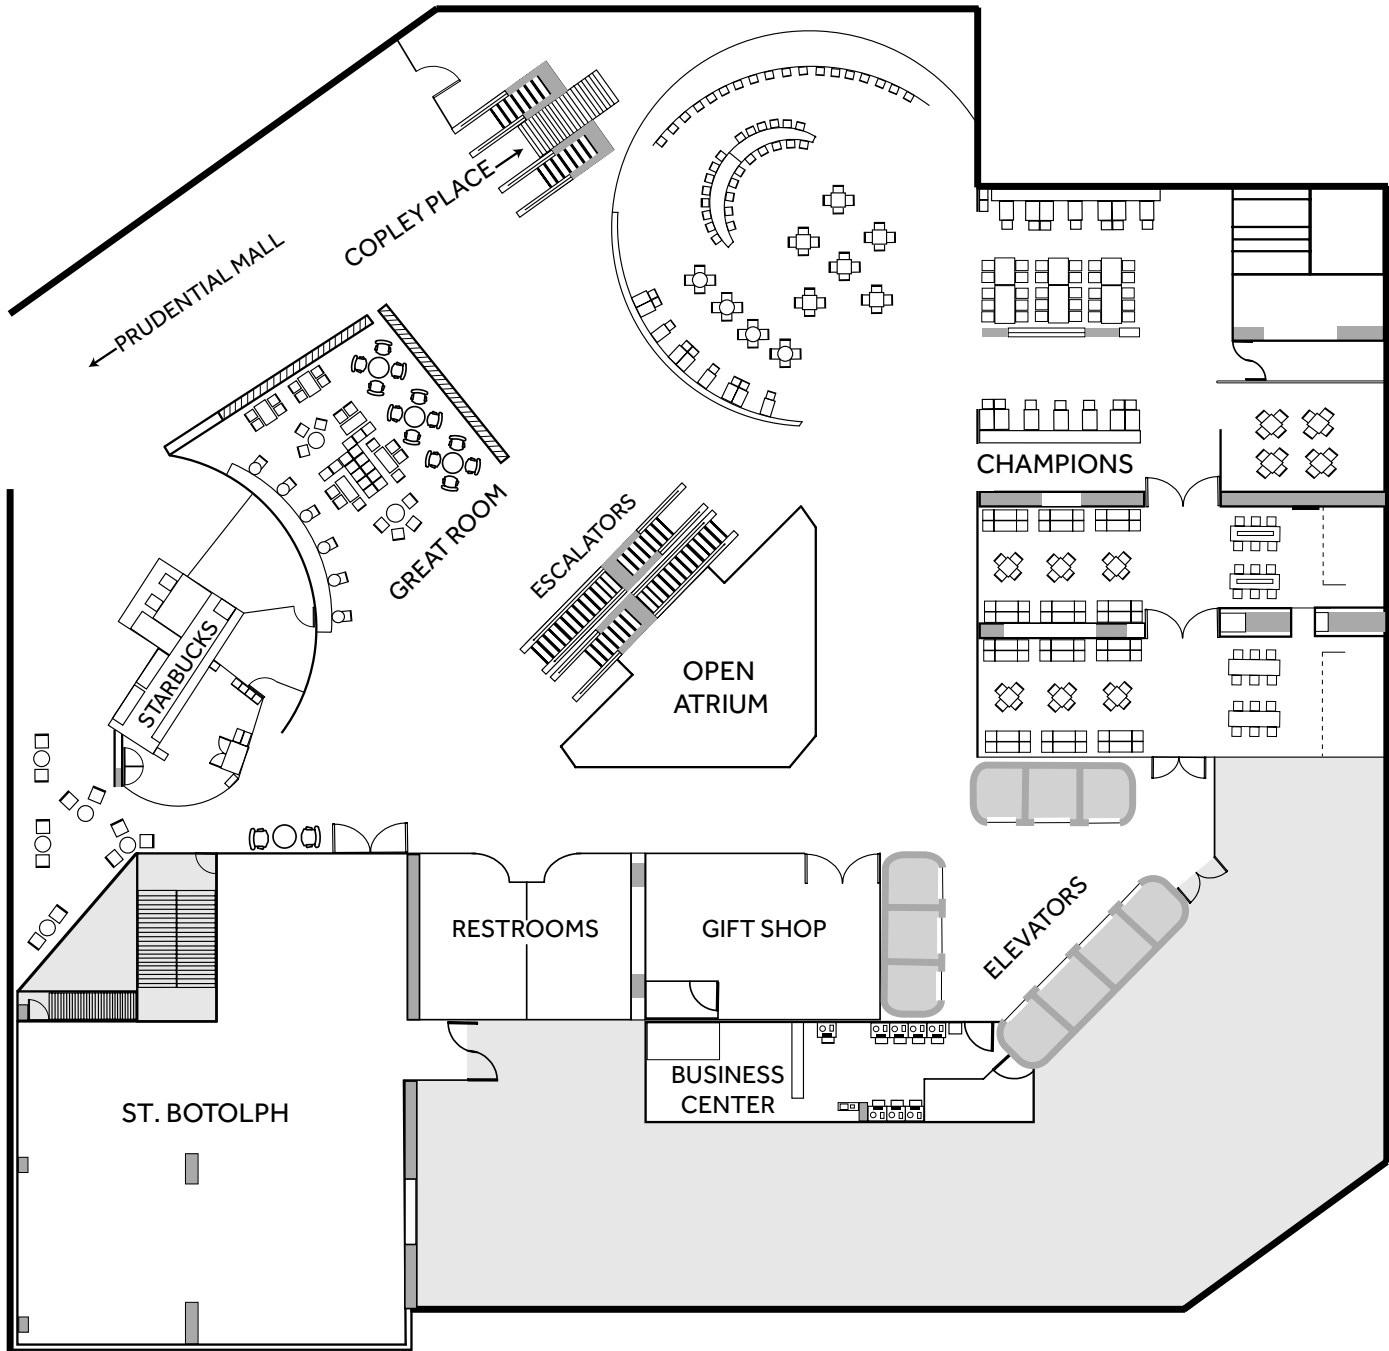 COPLEY PLACE
PRUDENTIAL MALL
CHAMPIONS
GREAT ROOM
ESCALATORS
STARBUCKS
OPEN
ATRIUM
RESTROOMS
GIFT SHOP
ELEVATORS
BUSINESS
CENTER
ST. BOTOLPH